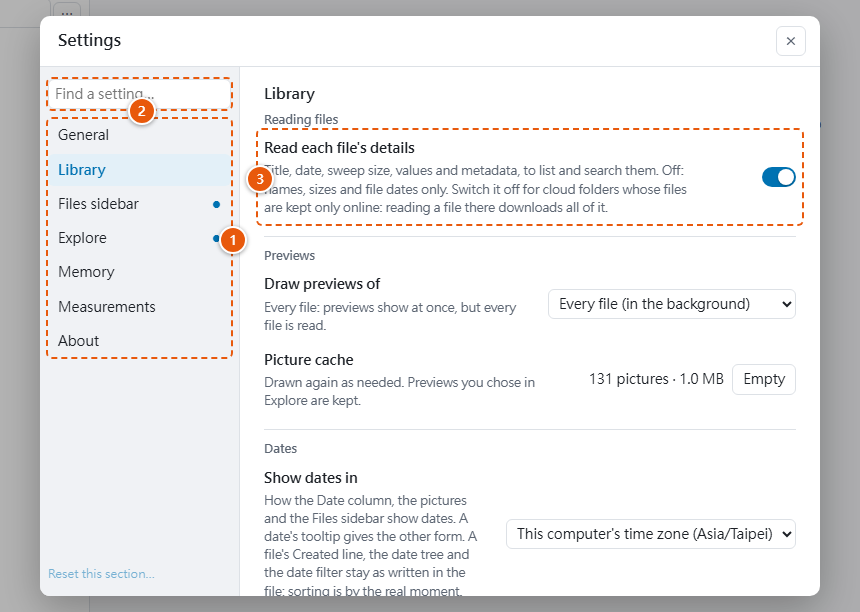 ...
Settings
×
Find a setting...
2
General
Library
Files sidebar
Explore
1
Memory
Measurements
About
Reset this section...
Library
Reading files
Read each file's details
3
Title, date, sweep size, values and metadata, to list and search them. Off:
names, sizes and file dates only. Switch it off for cloud folders whose files
are kept only online: reading a file there downloads all of it.
Previews
Draw previews of
Every file: previews show at once, but every
file is read.
Every file (in the background)
Picture cache
Drawn again as needed. Previews you chose in
Explore are kept.
131 pictures · 1.0 MB
Empty
Dates
Show dates in
How the Date column, the pictures
and the Files sidebar show dates. A
date's tooltip gives the other form. A
file's Created line, the date tree and
the date filter stay as written in the
file; sorting is by the real moment.
This computer's time zone (Asia/Taipei)